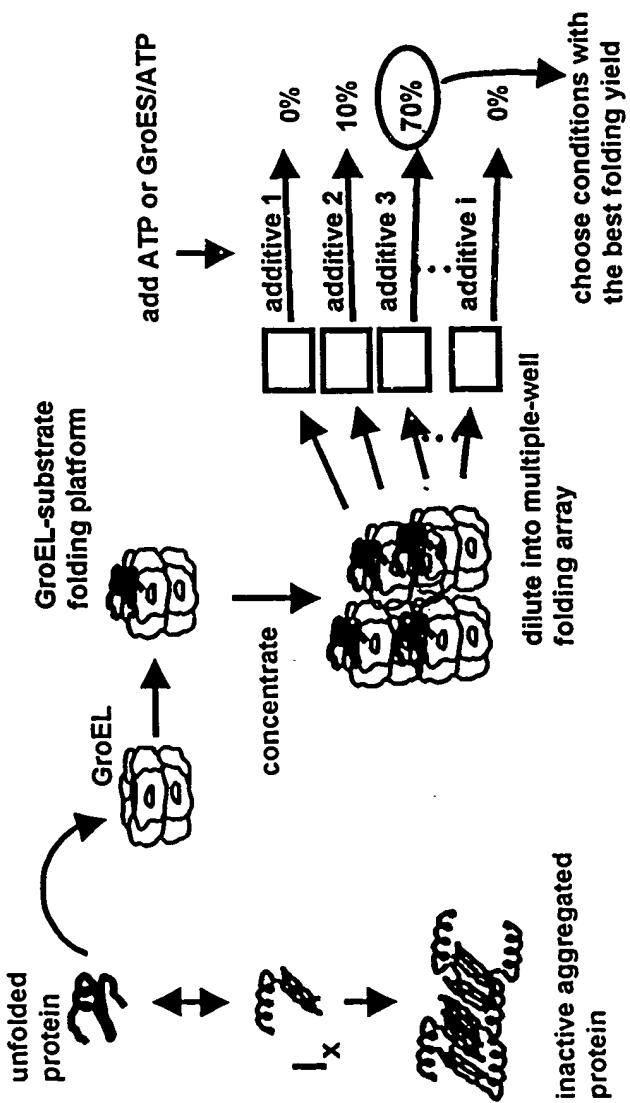 unfolded
protein
I x
inactive aggregated
protein
GroEL
GroEL-substrate
folding platform
concentrate
dilute into multiple-well
folding array
add ATP or GroES/ATP
additive 1
0%
additive 2
10%
additive 3
70%
additive i
0%
choose conditions with
the best folding yield